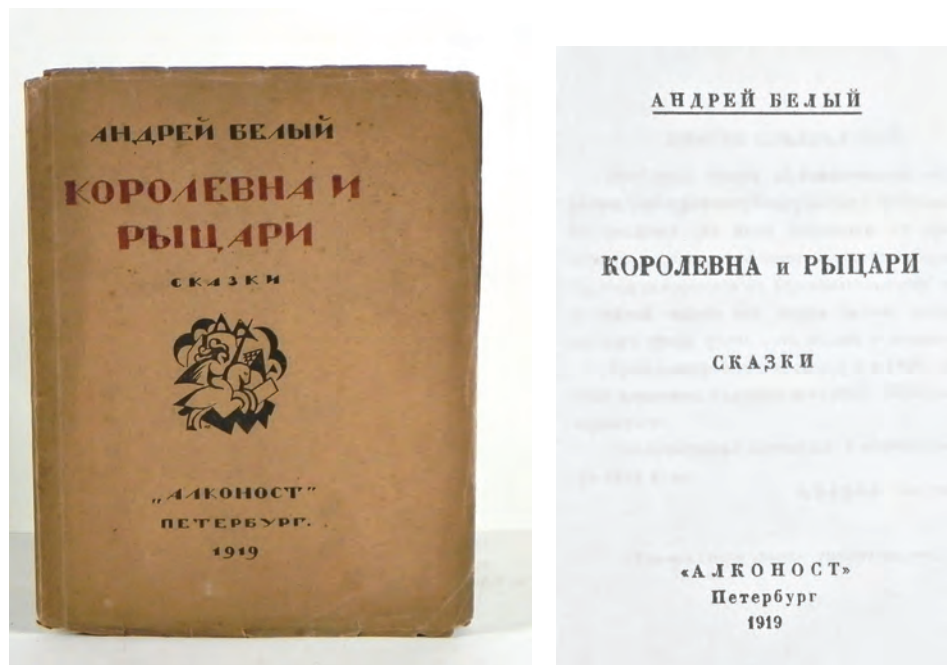 АНДРЕЙ БЕЛЫЙ
КОРОЛЕВНА И
РЫЦАРИ
СКАЗКИ
„АЛКОНОСТ"
ПЕТЕРБУРГ.
1919
АНДРЕЙ БЕЛЫЙ
КОРОЛЕВНА и РЫЦАРИ
СКАЗКИ
«АЛКОНОСТ»
Петербург
1919